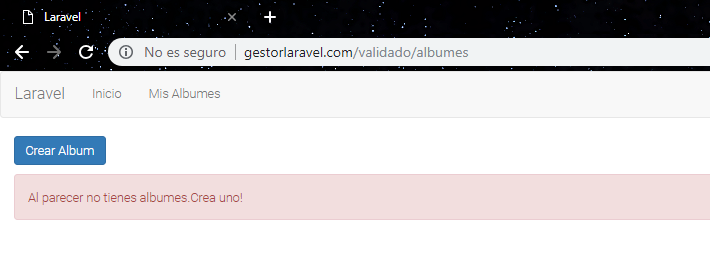 Laravel
No es seguro | gestorlaravel.com/validado/albumes
Laravel Inicio Mis Albumes
Crear Album
Al parecer no tienes albumes.Crea uno!